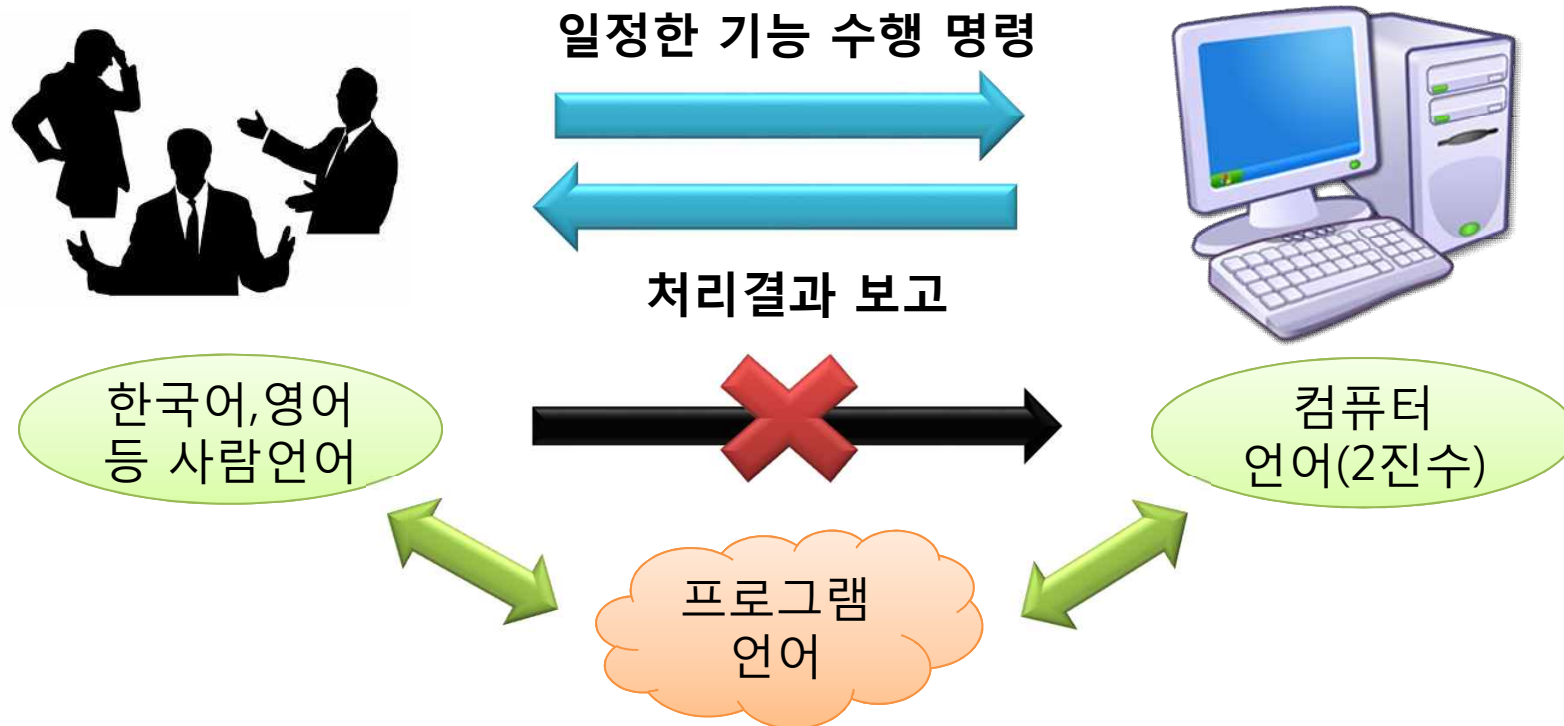 일정한 기능 수행 명령
처리결과 보고
한국어,영어
등 사람언어
컴퓨터
언어(2진수)
프로그램
언어